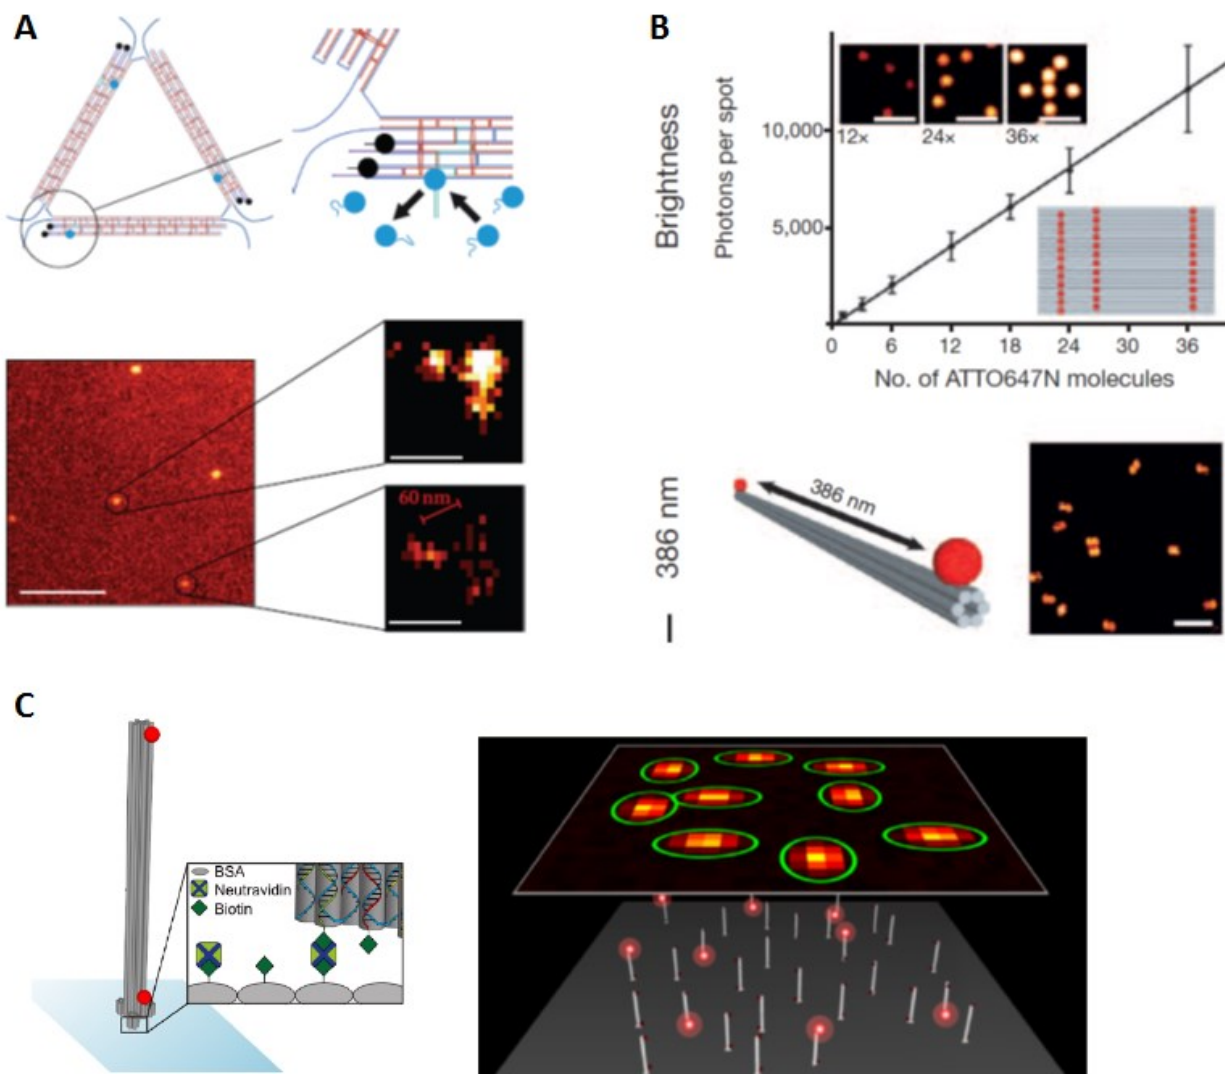 A
60 nm
B
Brightness
Photons per spot
10,000
5,000
12×
24×
36×
0
6
12
18
24
30
36
No. of ATTO647N molecules
386 nm
386 nm
C
BSA
Neutravidin
Biotin